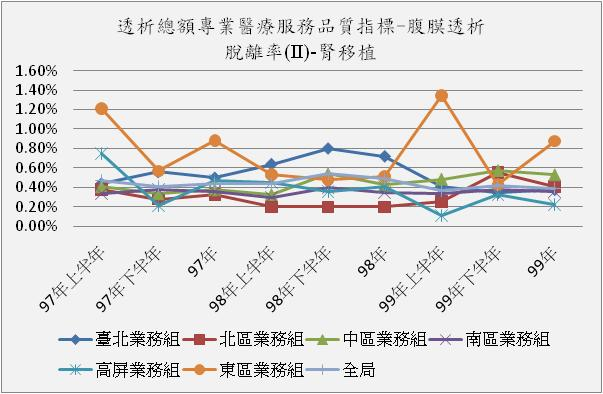 透析總額專業醫療服務品質指標-腹膜透析
脫離率(II)-腎移植
1.60%
1.40%
1.20%
1.00%
0.80%
0.60%
0.40%
0.20%
0.00%
97年上半年
97年下半年
97年
98年上半年
98年下半年
98年
99年上半年
99年下半年
99年
臺北業務組 北區業務組 中區業務組 南區業務組
高屏業務組 東區業務組 全局